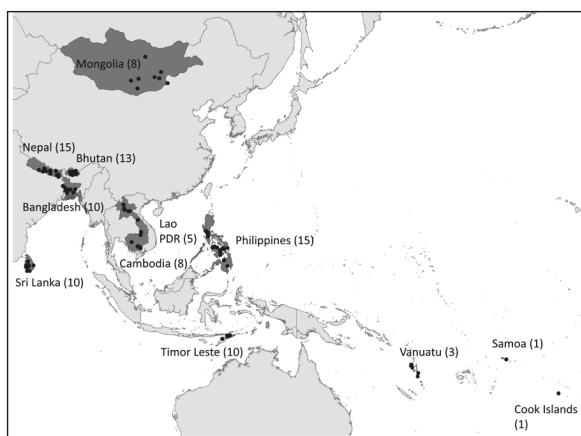 Mongolia (8)
Nepal (15)
Bhutan (13)
Bangladesh (10)
Lao
PDR (5)
Philippines (15)
Cambodia (8)
Sri Lanka (10)
Timor Leste (10)
Vanuatu (3)
Samoa (1)
Cook Islands
(1)